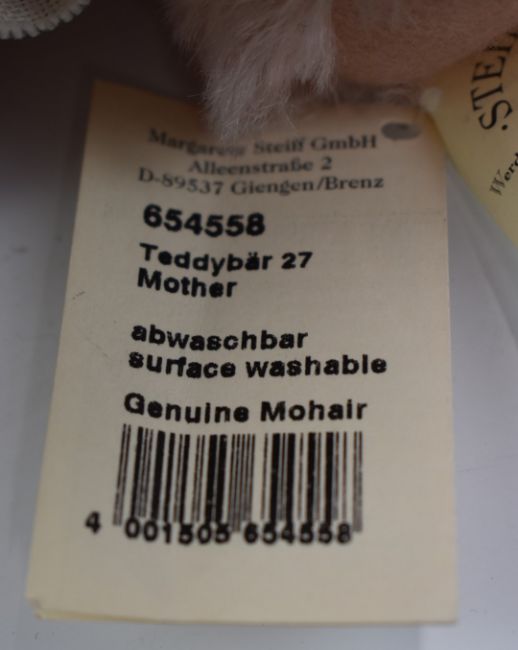 Margarete Steiff GmbH
Alleenstraße 2
D-89537 Giengen/Brenz
654558
Teddybär 27
Mother
abwaschbar
surface washable
Genuine Mohair
4 001505 654558